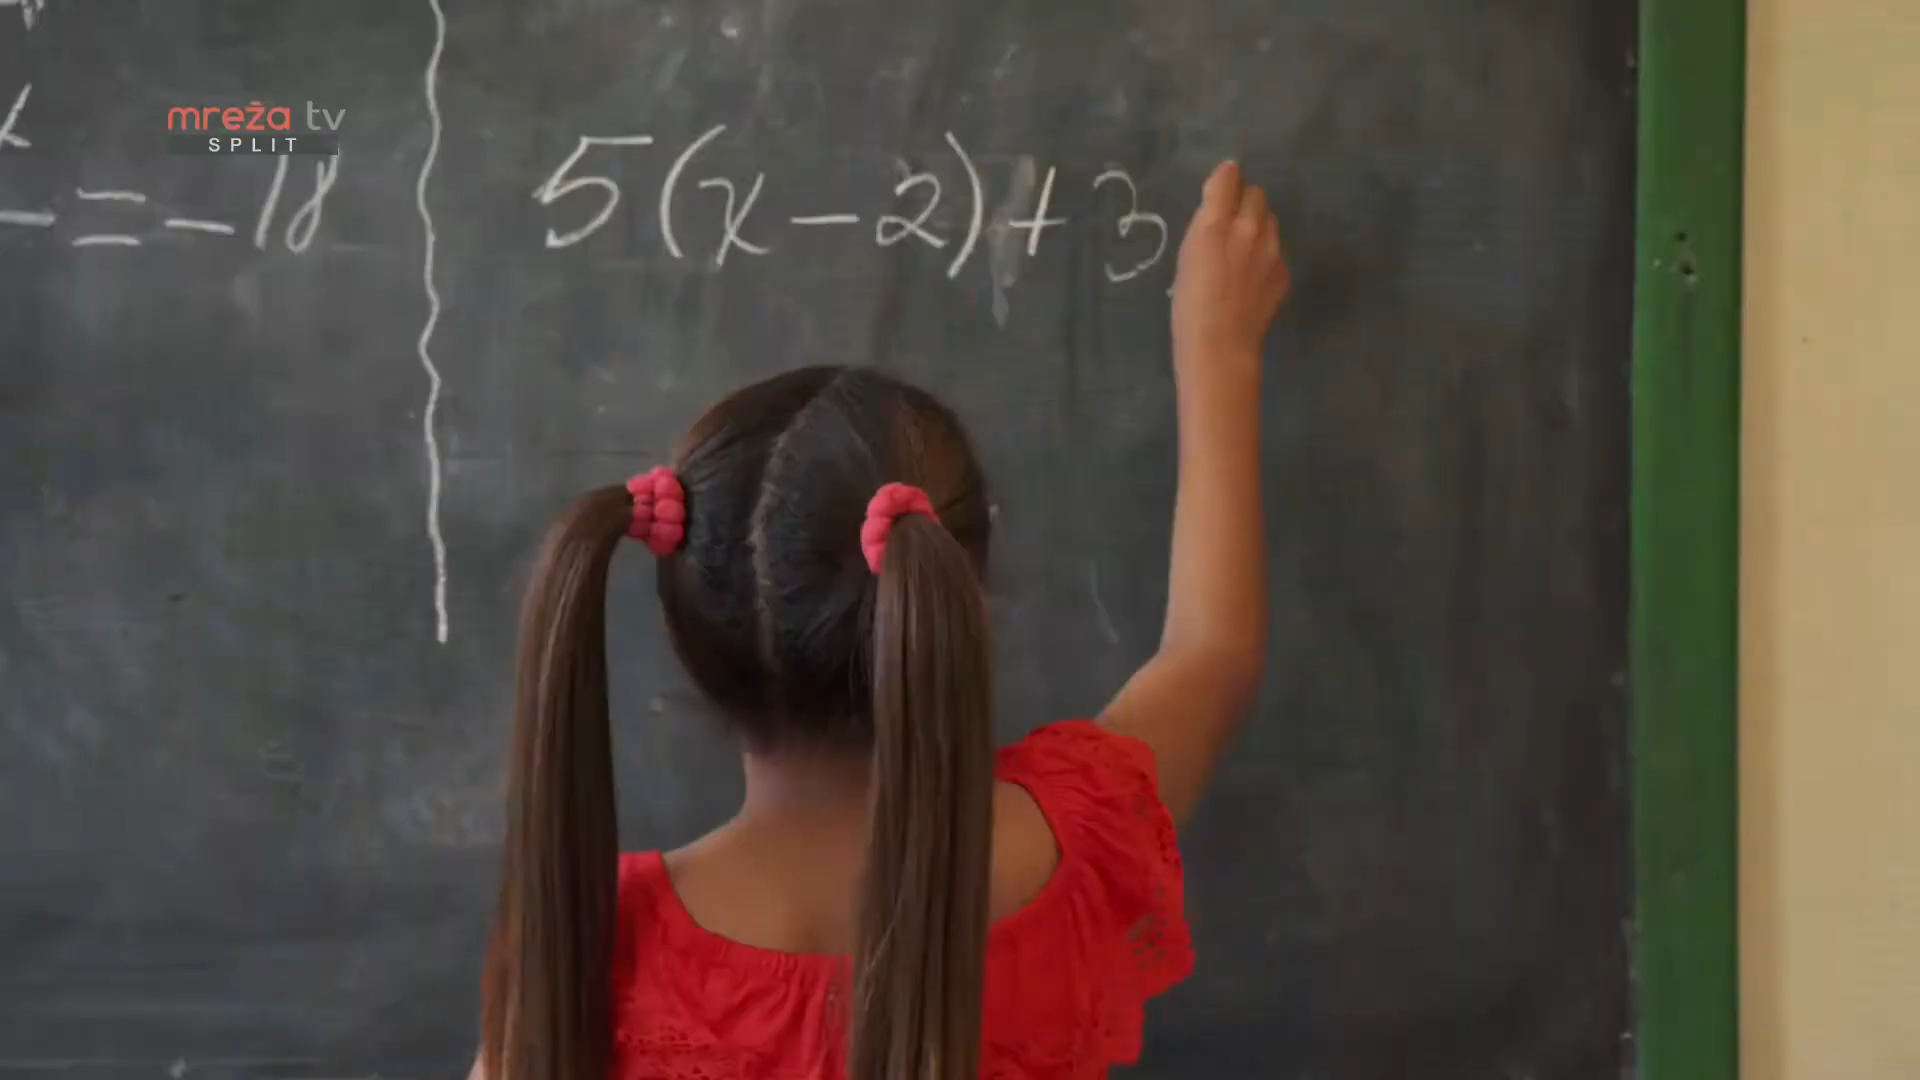 mreža tv
SPLIT
= -18
5(x-2)+3